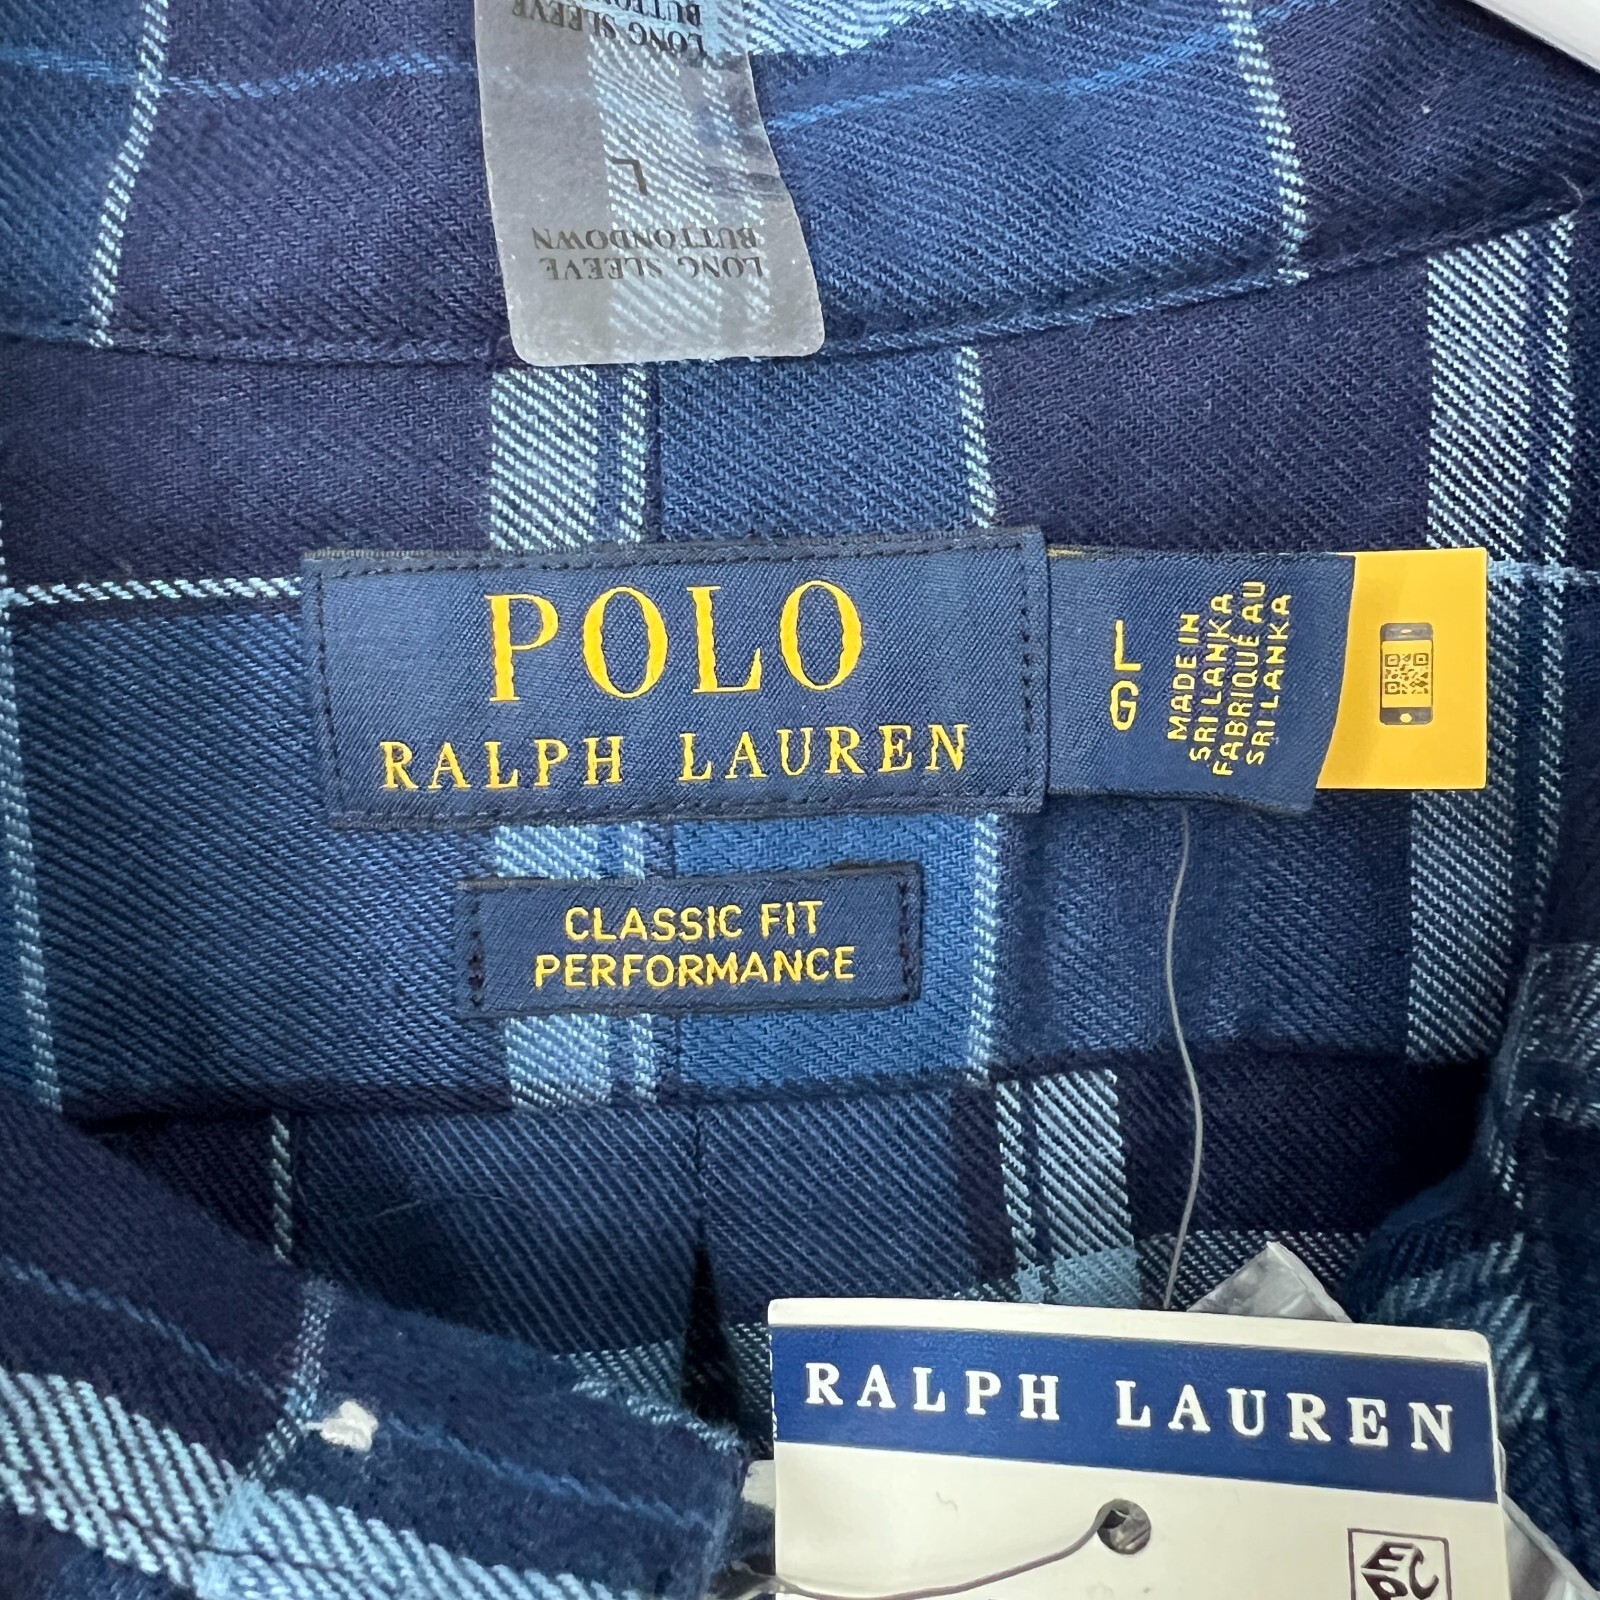 LONG SLEEVE
BUTTONDOWN
L
LONG SLEEVE
POLO
RALPH LAUREN
L
G
MADE IN
SRI LANKA
FABRIQUÉ AU
SRI LANKA
CLASSIC FIT
PERFORMANCE
RALPH LAUREN